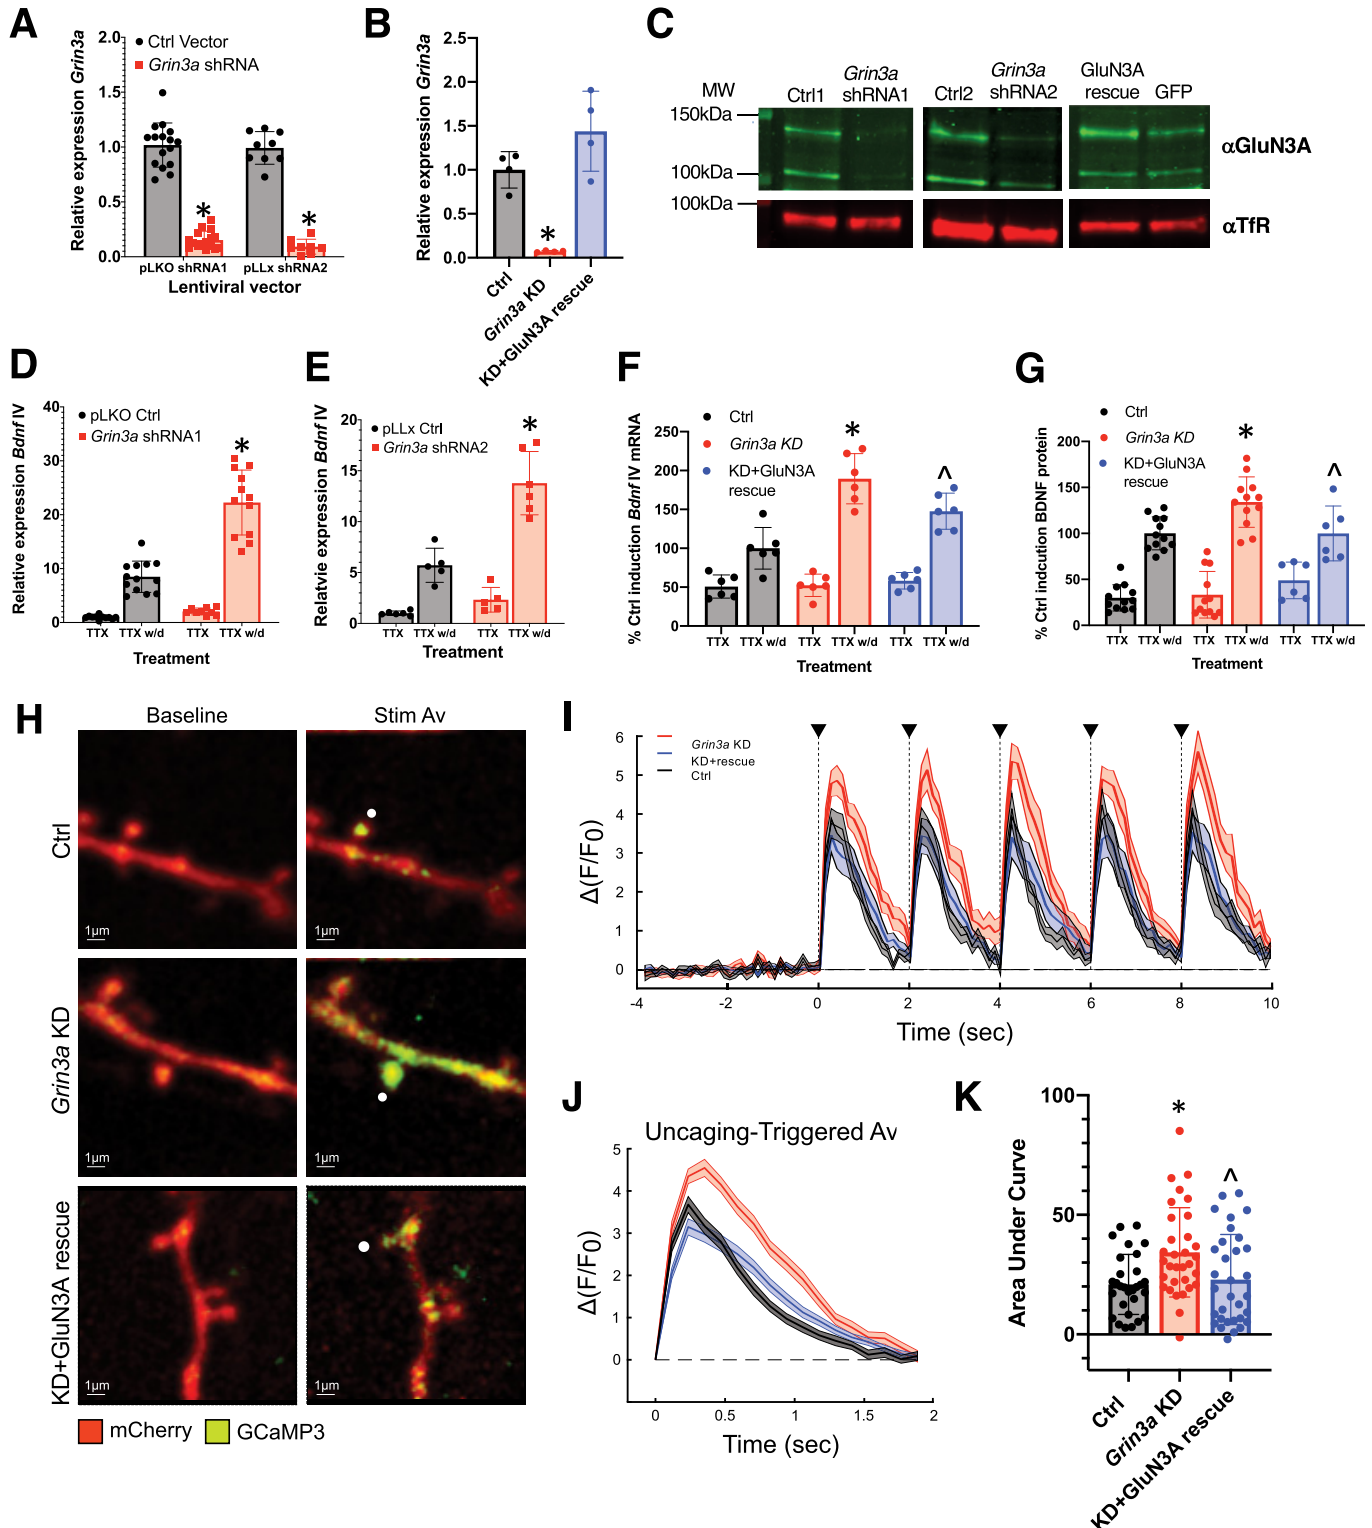 A
Relative expression Grin3a
2.0
1.5
1.0
0.5
0.0
Ctrl Vector
Grin3a shRNA
*
*
pLKO shRNA1
pLLx shRNA2
Lentiviral vector
B
Relative expression Grin3a
2.5
2.0
1.5
1.0
0.5
0.0
*
Ctrl
Grin3a KD
KD+GluN3A rescue
C
MW
Ctrl1
Grin3a
shRNA1
Ctrl2
Grin3a
shRNA2
GluN3A
rescue
GFP
150kDa
100kDa
100kDa
αGluN3A
αTfR
D
Relative expression Bdnf IV
40
30
20
10
0
pLKO Ctrl
Grin3a shRNA1
*
TTX
TTX w/d
TTX
TTX w/d
Treatment
E
Relatvie expression Bdnf IV
20
15
10
5
0
pLLx Ctrl
Grin3a shRNA2
*
TTX
TTX w/d
TTX
TTX w/d
Treatment
F
% Ctrl induction Bdnf IV mRNA
250
200
150
100
50
0
Ctrl
Grin3a KD
KD+GluN3A
rescue
*
^
TTX
TTX w/d
TTX
TTX w/d
TTX
TTX w/d
Treatment
G
% Ctrl indcution BDNF protein
200
150
100
50
0
Ctrl
Grin3a KD
KD+GluN3A
rescue
*
^
TTX
TTX w/d
TTX
TTX w/d
TTX
TTX w/d
Treatment
H
Baseline
Stim Av
Ctrl
1µm
1µm
Grin3a KD
1µm
1µm
KD+GluN3A rescue
1µm
1µm
mCherry
GCaMP3
I
Δ(F/F0)
6
5
4
3
2
1
0
Grin3a KD
KD+rescue
Ctrl
-4
-2
0
2
4
6
8
10
Time (sec)
J
Uncaging-Triggered Av
Δ(F/F0)
5
4
3
2
1
0
0
0.5
1
1.5
2
Time (sec)
K
Area Under Curve
100
50
0
*
^
Ctrl
Grin3a KD
KD+GluN3A rescue